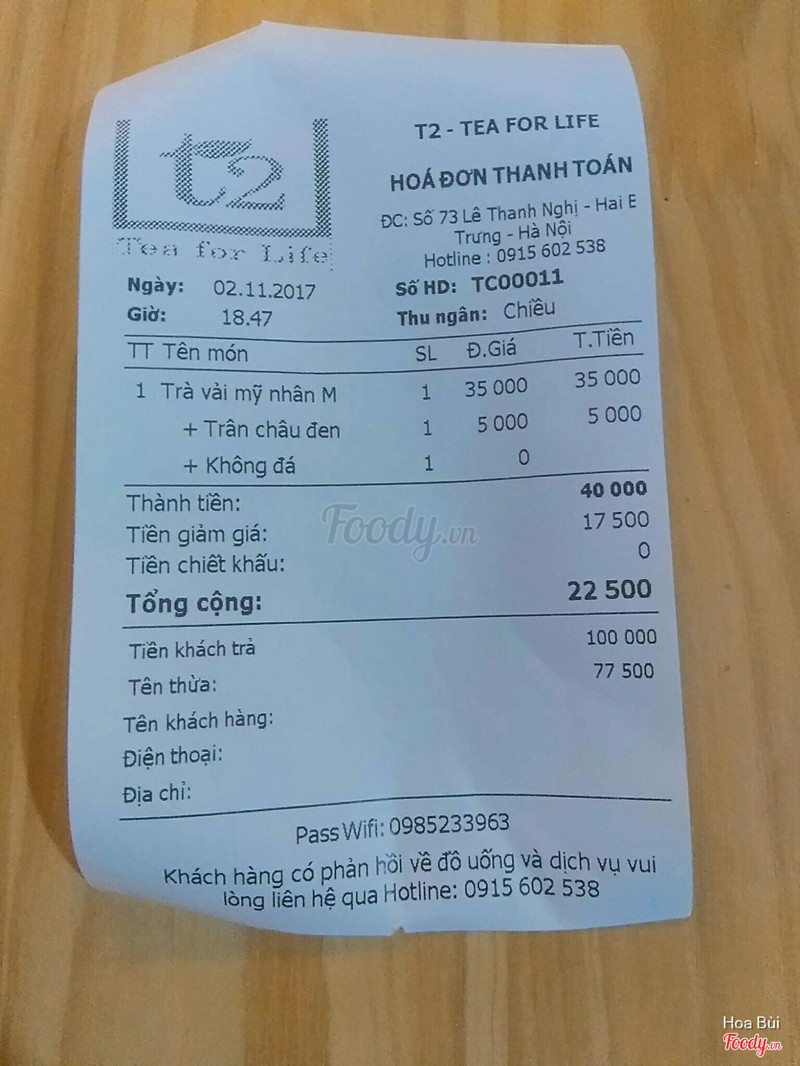 t2
Tea for Life
T2 - TEA FOR LIFE
HOÁ ĐƠN THANH TOÁN
ĐC: Số 73 Lê Thanh Nghị - Hai E
Trưng - Hà Nội
Hotline : 0915 602 538
Ngày: 02.11.2017 Số HD: TC00011
Giờ: 18.47 Thu ngân: Chiều
TT Tên món SL Đ.Giá T.Tiền
1 Trà vải mỹ nhân M 1 35 000 35 000
+ Trân châu đen 1 5 000 5 000
+ Không đá 1 0
Thành tiền: 40 000
Tiền giảm giá: 17 500
Tiền chiết khấu: 0
Tổng cộng: 22 500
Tiền khách trả 100 000
Tên thừa: 77 500
Tên khách hàng:
Điện thoại:
Địa chỉ:
Pass Wifi: 0985233963
Khách hàng có phản hồi về đồ uống và dịch vụ vui
lòng liên hệ qua Hotline: 0915 602 538
Foody.vn
Hoa Bùi
Foody.vn